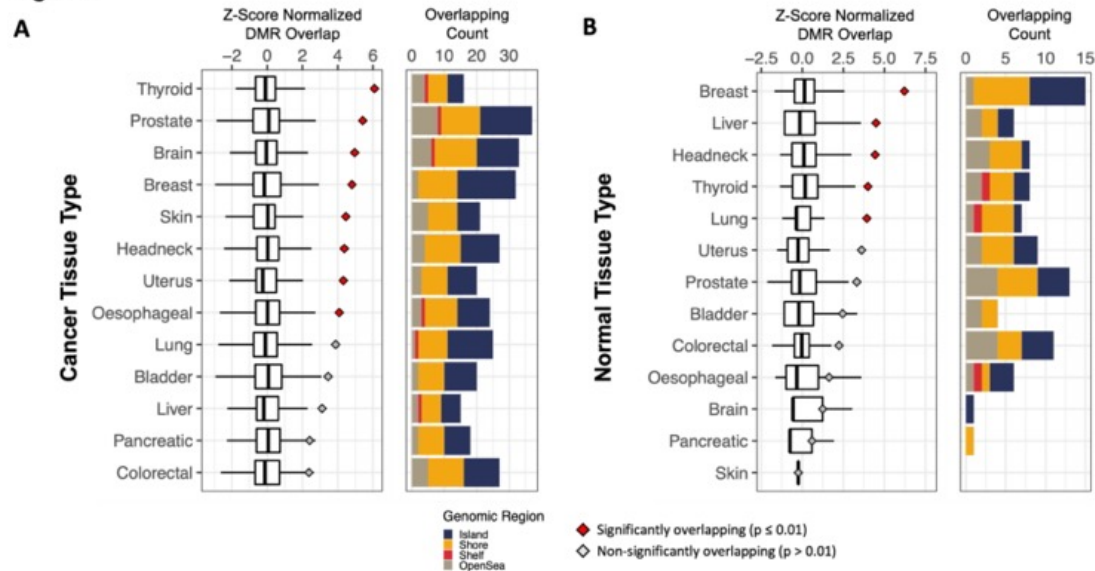 A
Z-Score Normalized
DMR Overlap
−2 0 2 4 6
Overlapping
Count
0 10 20 30
Cancer Tissue Type
Thyroid
Prostate
Brain
Breast
Skin
Headneck
Uterus
Oesophageal
Lung
Bladder
Liver
Pancreatic
Colorectal
B
Z-Score Normalized
DMR Overlap
−2.5 0.0 2.5 5.0 7.5
Overlapping
Count
0 5 10 15
Normal Tissue Type
Breast
Liver
Headneck
Thyroid
Lung
Uterus
Prostate
Bladder
Colorectal
Oesophageal
Brain
Pancreatic
Skin
Genomic Region
Island
Shore
Shelf
OpenSea
Significantly overlapping (p ≤ 0.01)
Non-significantly overlapping (p > 0.01)